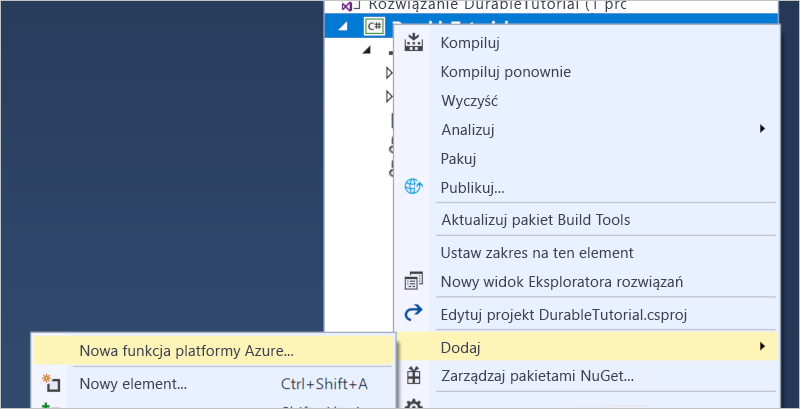 Rozwiązanie DurableTutorial (1 prc
C#
Kompiluj
Kompiluj ponownie
Wyczyść
Analizuj
Pakuj
Publikuj...
Aktualizuj pakiet Build Tools
Ustaw zakres na ten element
Nowy widok Eksploratora rozwiązań
Edytuj projekt DurableTutorial.csproj
Dodaj
Zarządzaj pakietami NuGet...
Nowa funkcja platformy Azure...
Nowy element... Ctrl+Shift+A